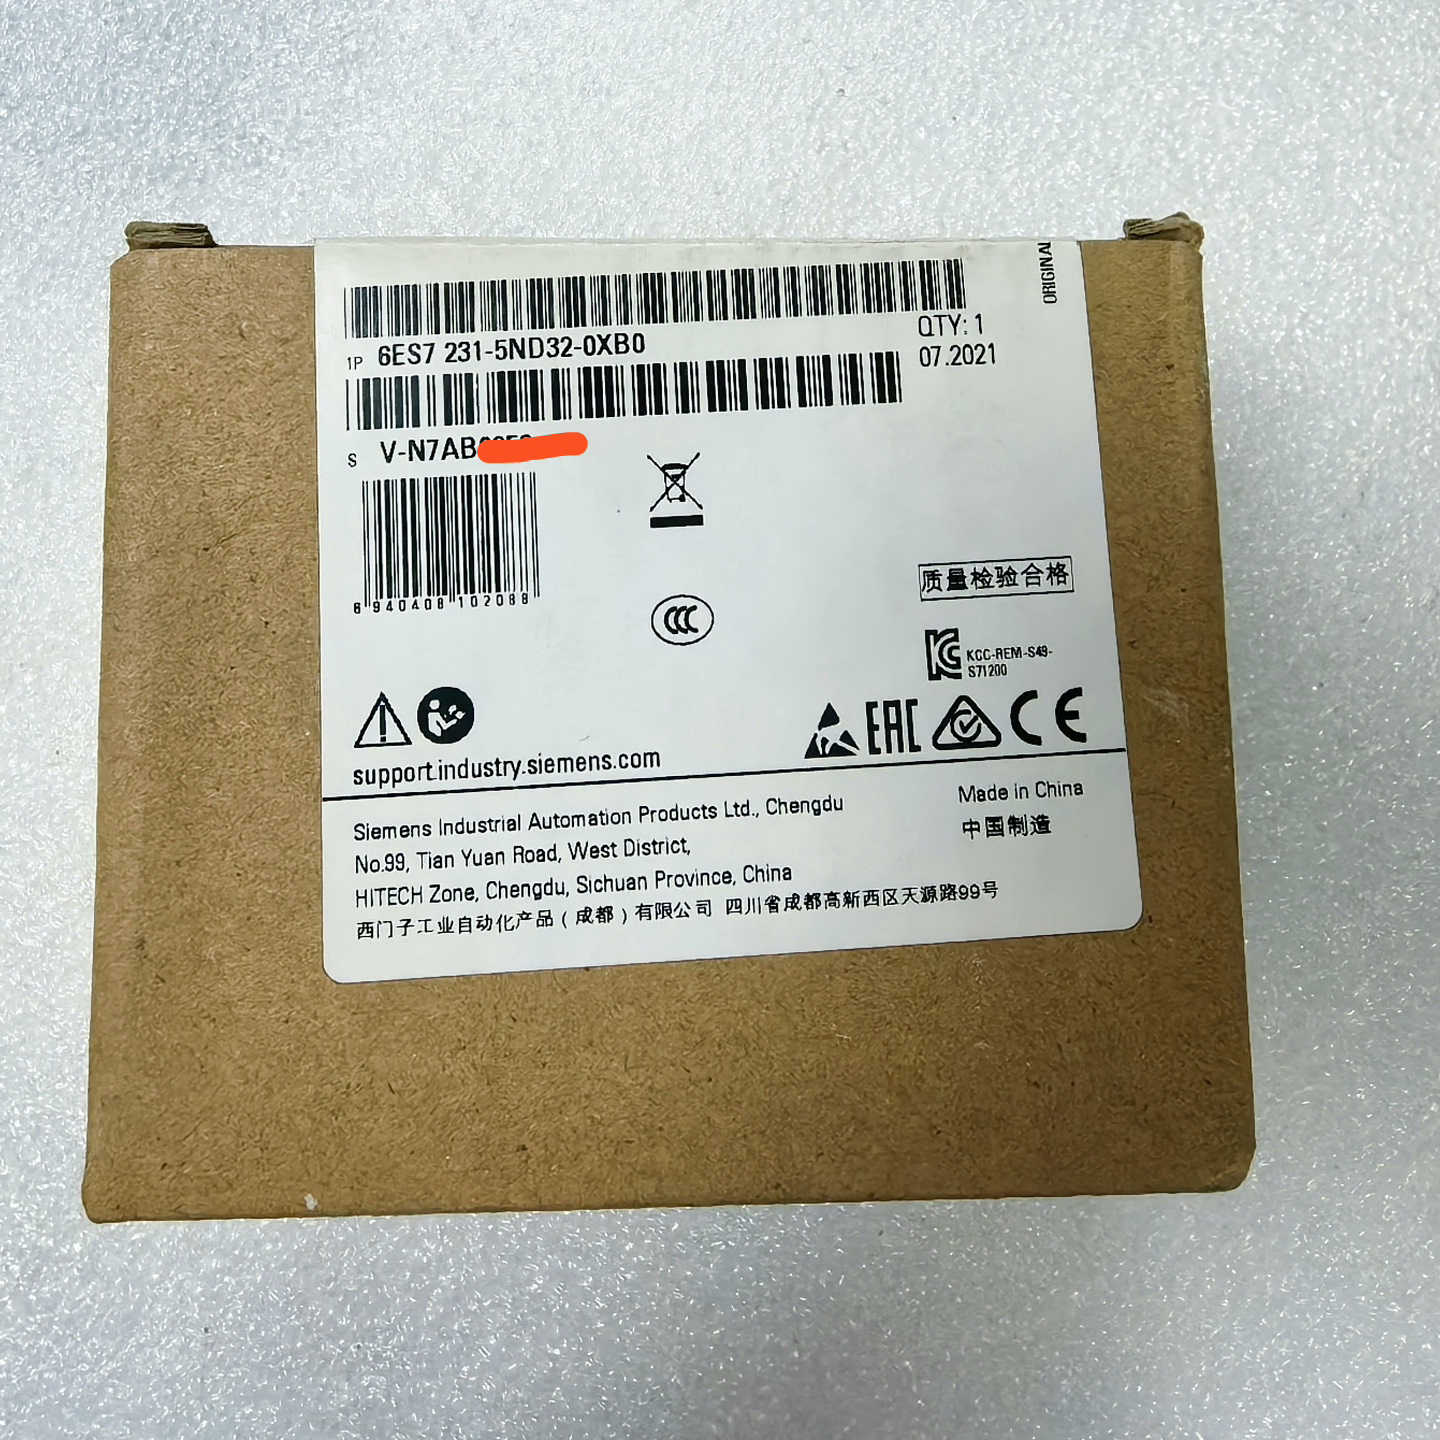 ORIGINAL
QTY: 1
1P 6ES7 231-5ND32-0XB0
07.2021
S V-N7AB
6 940408 102088
质量检验合格
CCC
KCC-REM-S49-
S71200
EAC
CE
support.industry.siemens.com
Siemens Industrial Automation Products Ltd., Chengdu
No.99, Tian Yuan Road, West District,
HITECH Zone, Chengdu, Sichuan Province, China
西门子工业自动化产品(成都)有限公司 四川省成都高新西区天源路99号
Made in China
中国制造